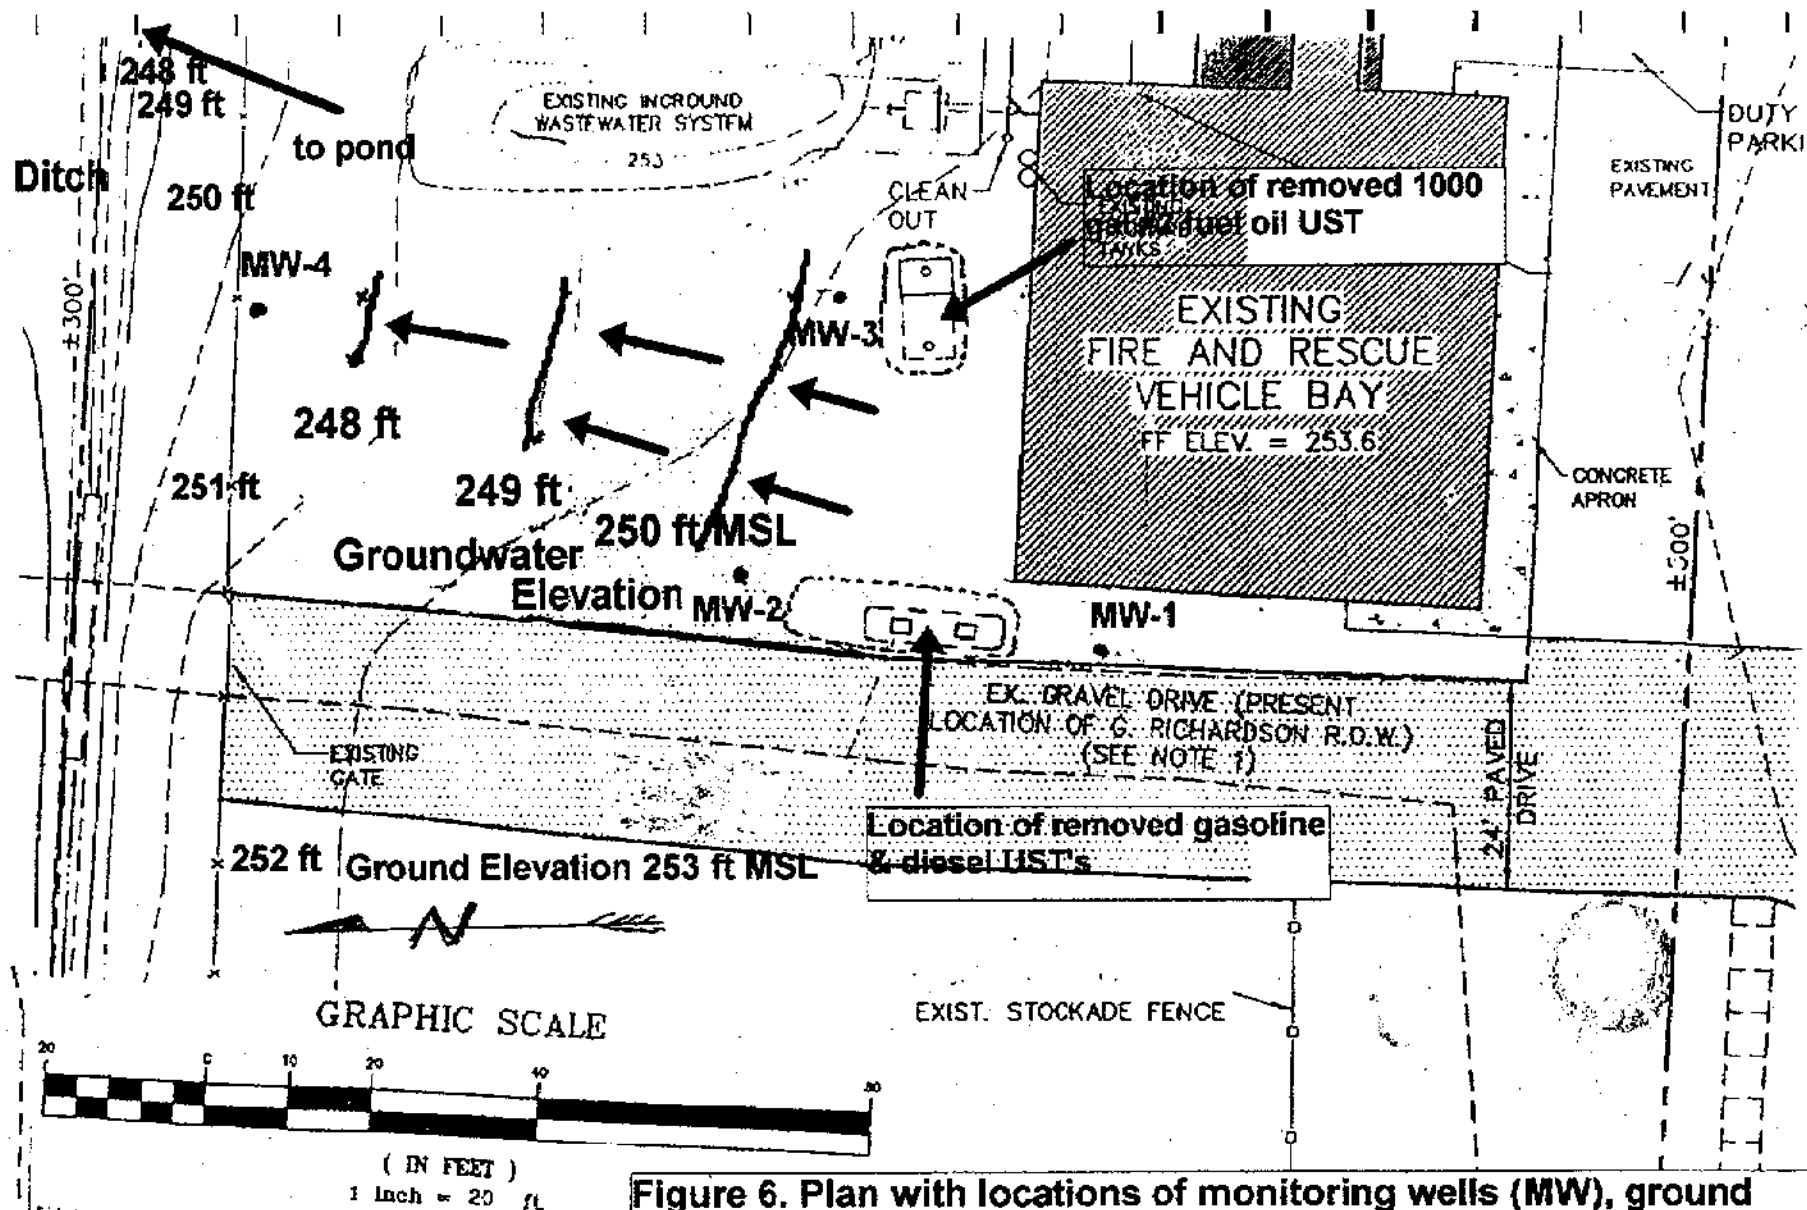 248 ft
249 ft
to pond
Ditch
250 ft
EXISTING INGROUND
WASTEWATER SYSTEM
253
CLEAN
OUT
Location of removed 1000
fuel oil UST
TANKS
DUTY
PARKI
EXISTING
PAVEMENT
MW-4
±300'
MW-3
EXISTING
FIRE AND RESCUE
VEHICLE BAY
FF ELEV. = 253.6
248 ft
251 ft
249 ft
250 ft/MSL
Groundwater
Elevation
CONCRETE
APRON
±300'
MW-2
MW-1
EX. GRAVEL DRIVE (PRESENT
LOCATION OF G. RICHARDSON R.O.W.)
(SEE NOTE 1)
EXISTING
GATE
24' PAVED
DRIVE
Location of removed gasoline
& diesel UST's
252 ft
Ground Elevation 253 ft MSL
N
GRAPHIC SCALE
EXIST. STOCKADE FENCE
20
10
20
40
( IN FEET )
1 inch = 20 ft
Figure 6. Plan with locations of monitoring wells (MW), ground